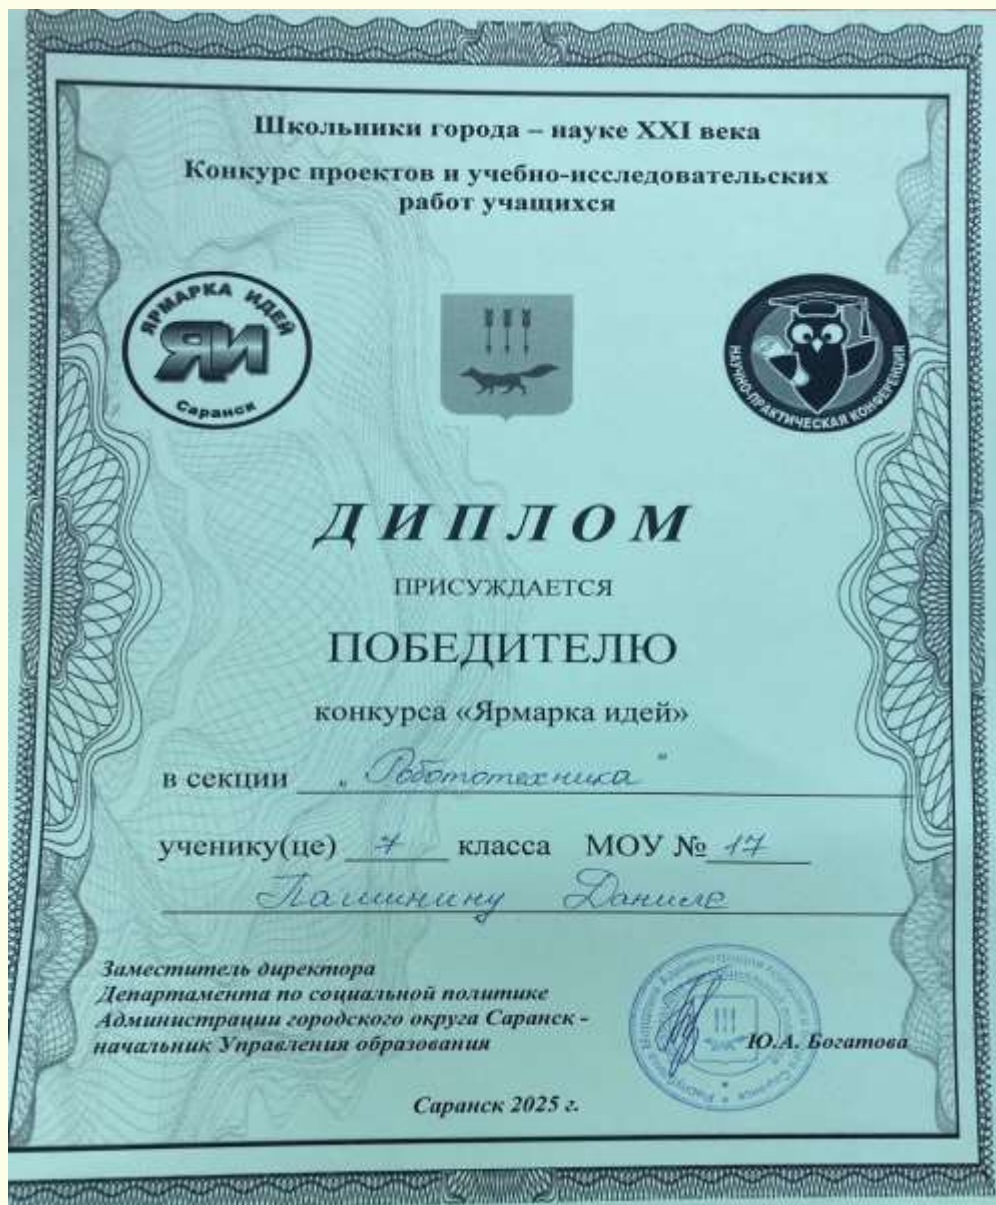 Школьники города – науке XXI века
Конкурс проектов и учебно-исследовательских
работ учащихся
ЯРМАРКА ИДЕЙ
ЯИ
Саранск
НАУЧНО-ПРАКТИЧЕСКАЯ КОНФЕРЕНЦИЯ
ДИПЛОМ
ПРИСУЖДАЕТСЯ
ПОБЕДИТЕЛЮ
конкурса «Ярмарка идей»
в секции „Робототехника"
ученику(це) 7 класса МОУ № 17
Пашинину Даниле
Заместитель директора
Департамента по социальной политике
Администрации городского округа Саранск -
начальник Управления образования
Ю.А. Богатова
Саранск 2025 г.